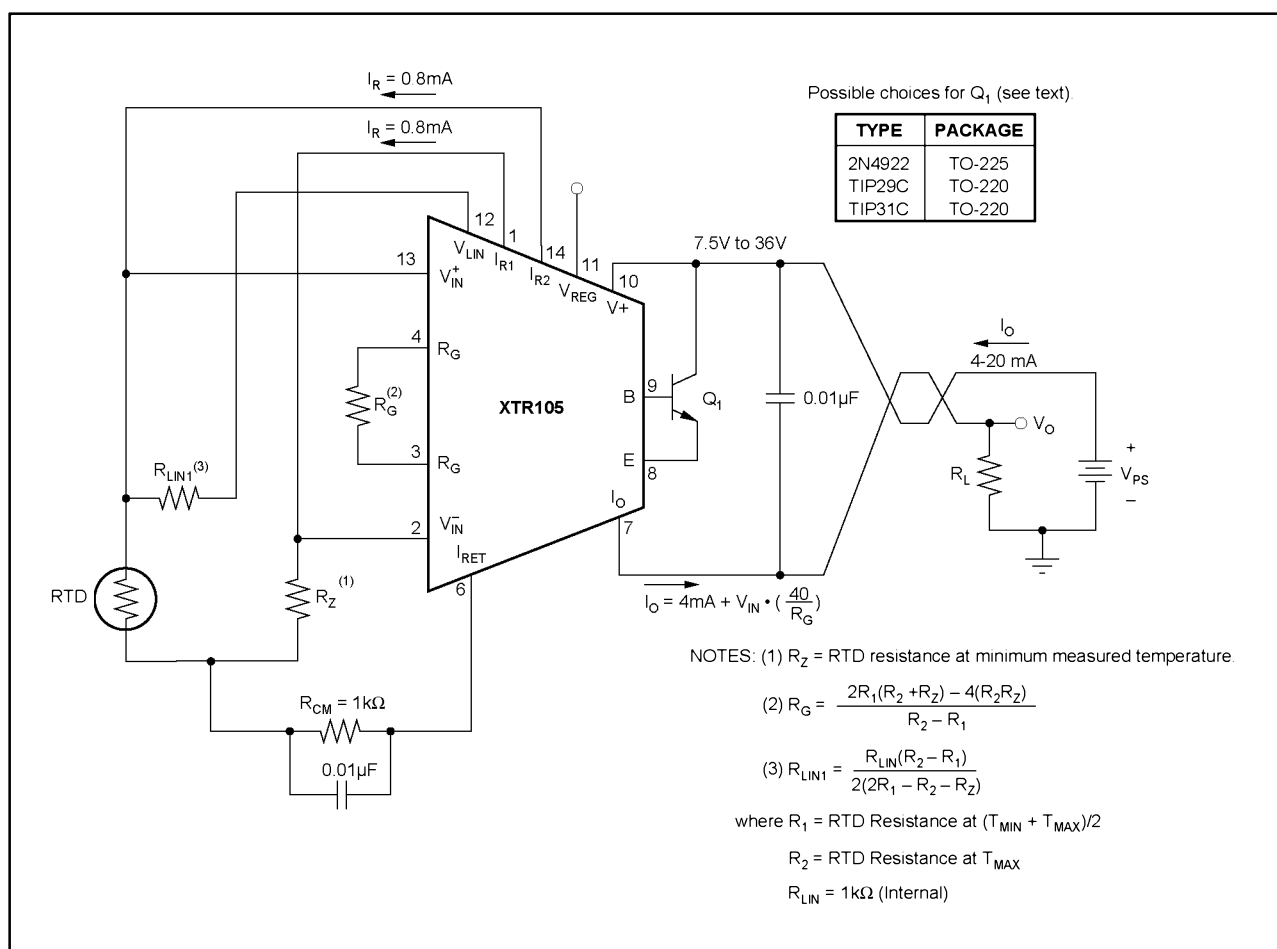 I_R = 0.8mA
I_R = 0.8mA
Possible choices for Q_1 (see text).
TYPE PACKAGE
2N4922 TO-225
TIP29C TO-220
TIP31C TO-220
12
V_LIN
1
I_R1
14
I_R2
11
V_REG
10
V+
7.5V to 36V
13
V_IN^+
4
R_G
R_G^(2)
3
R_G
XTR105
B
9
Q_1
E
8
0.01µF
I_O
4-20 mA
V_O
R_L
+
V_PS
–
R_LIN1^(3)
2
V_IN^–
I_RET
6
I_O
7
RTD
R_Z^(1)
I_O = 4mA + V_IN • (40/R_G)
R_CM = 1kΩ
0.01µF
NOTES: (1) R_Z = RTD resistance at minimum measured temperature.
(2) R_G = 2R_1(R_2 +R_Z) – 4(R_2R_Z) / R_2 – R_1
(3) R_LIN1 = R_LIN(R_2 – R_1) / 2(2R_1 – R_2 – R_Z)
where R_1 = RTD Resistance at (T_MIN + T_MAX)/2
R_2 = RTD Resistance at T_MAX
R_LIN = 1kΩ (Internal)